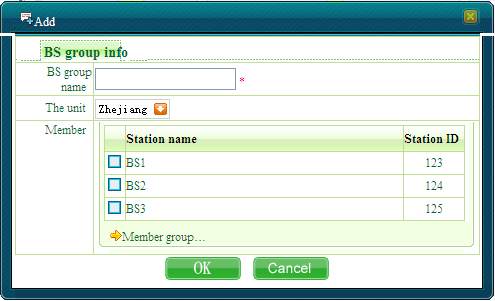 Add
BS group info
BS group
name
*
The unit Zhejiang
Member
Station name Station ID
BS1 123
BS2 124
BS3 125
Member group...
OK Cancel